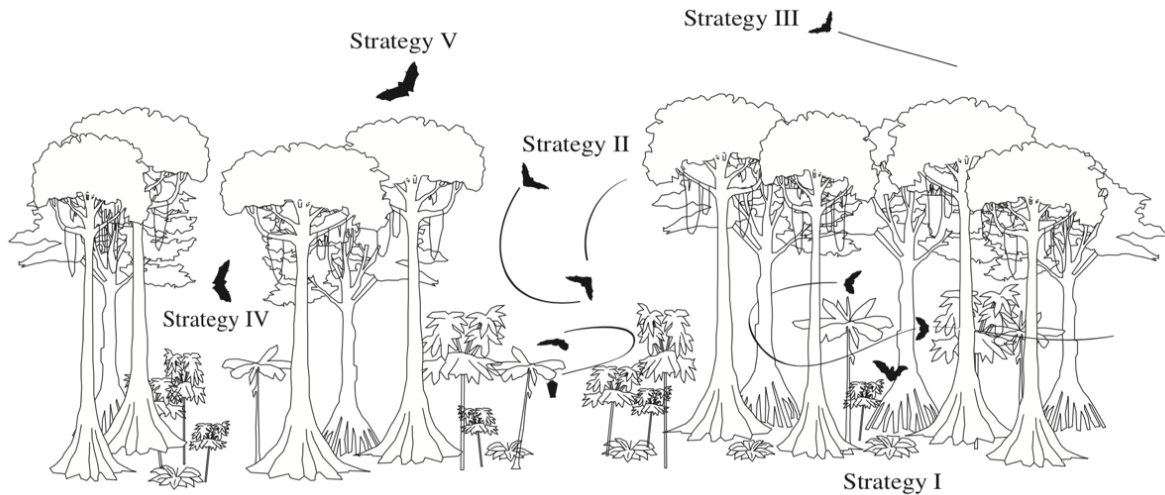 Strategy III
Strategy V
Strategy II
Strategy IV
Strategy I